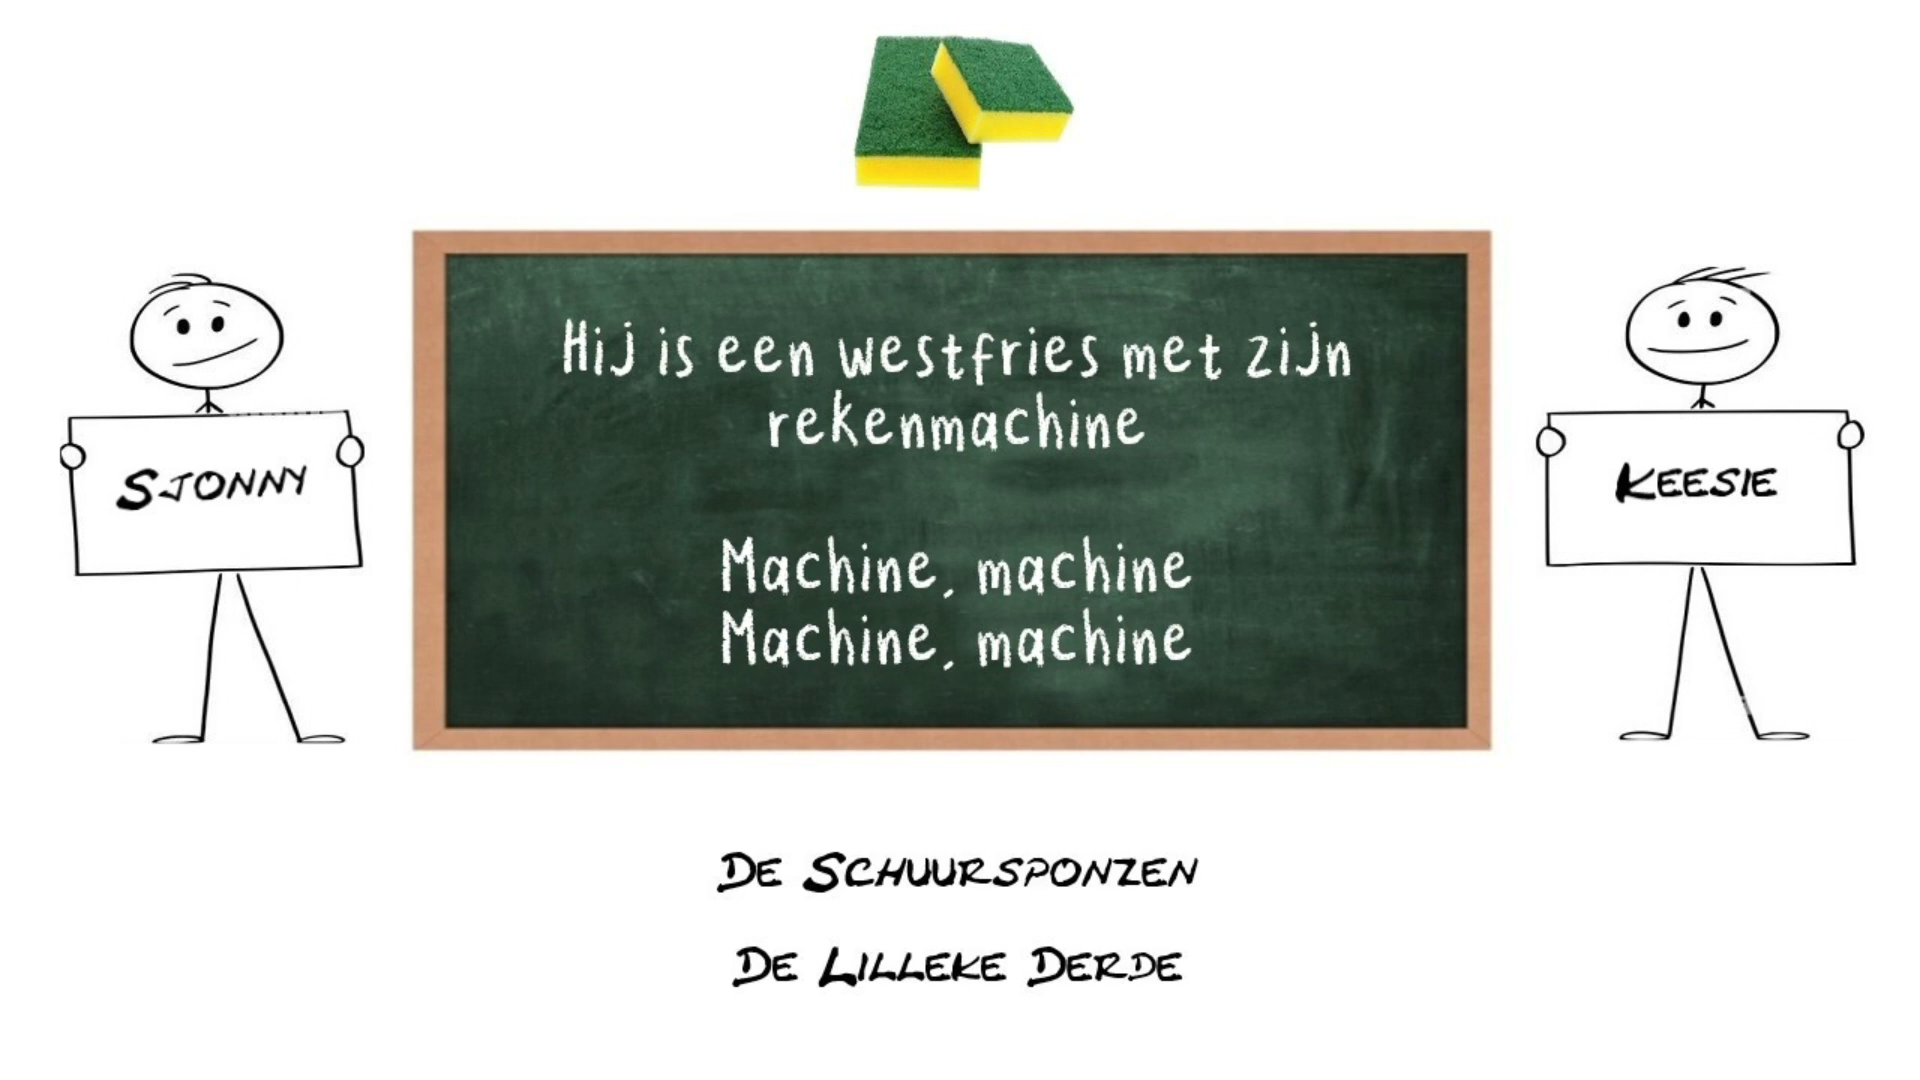 Hij is een westfries met zijn
rekenmachine
Machine, machine
Machine, machine
SJONNY
KEESIE
DE SCHUURSPONZEN
DE LILLEKE DERDE